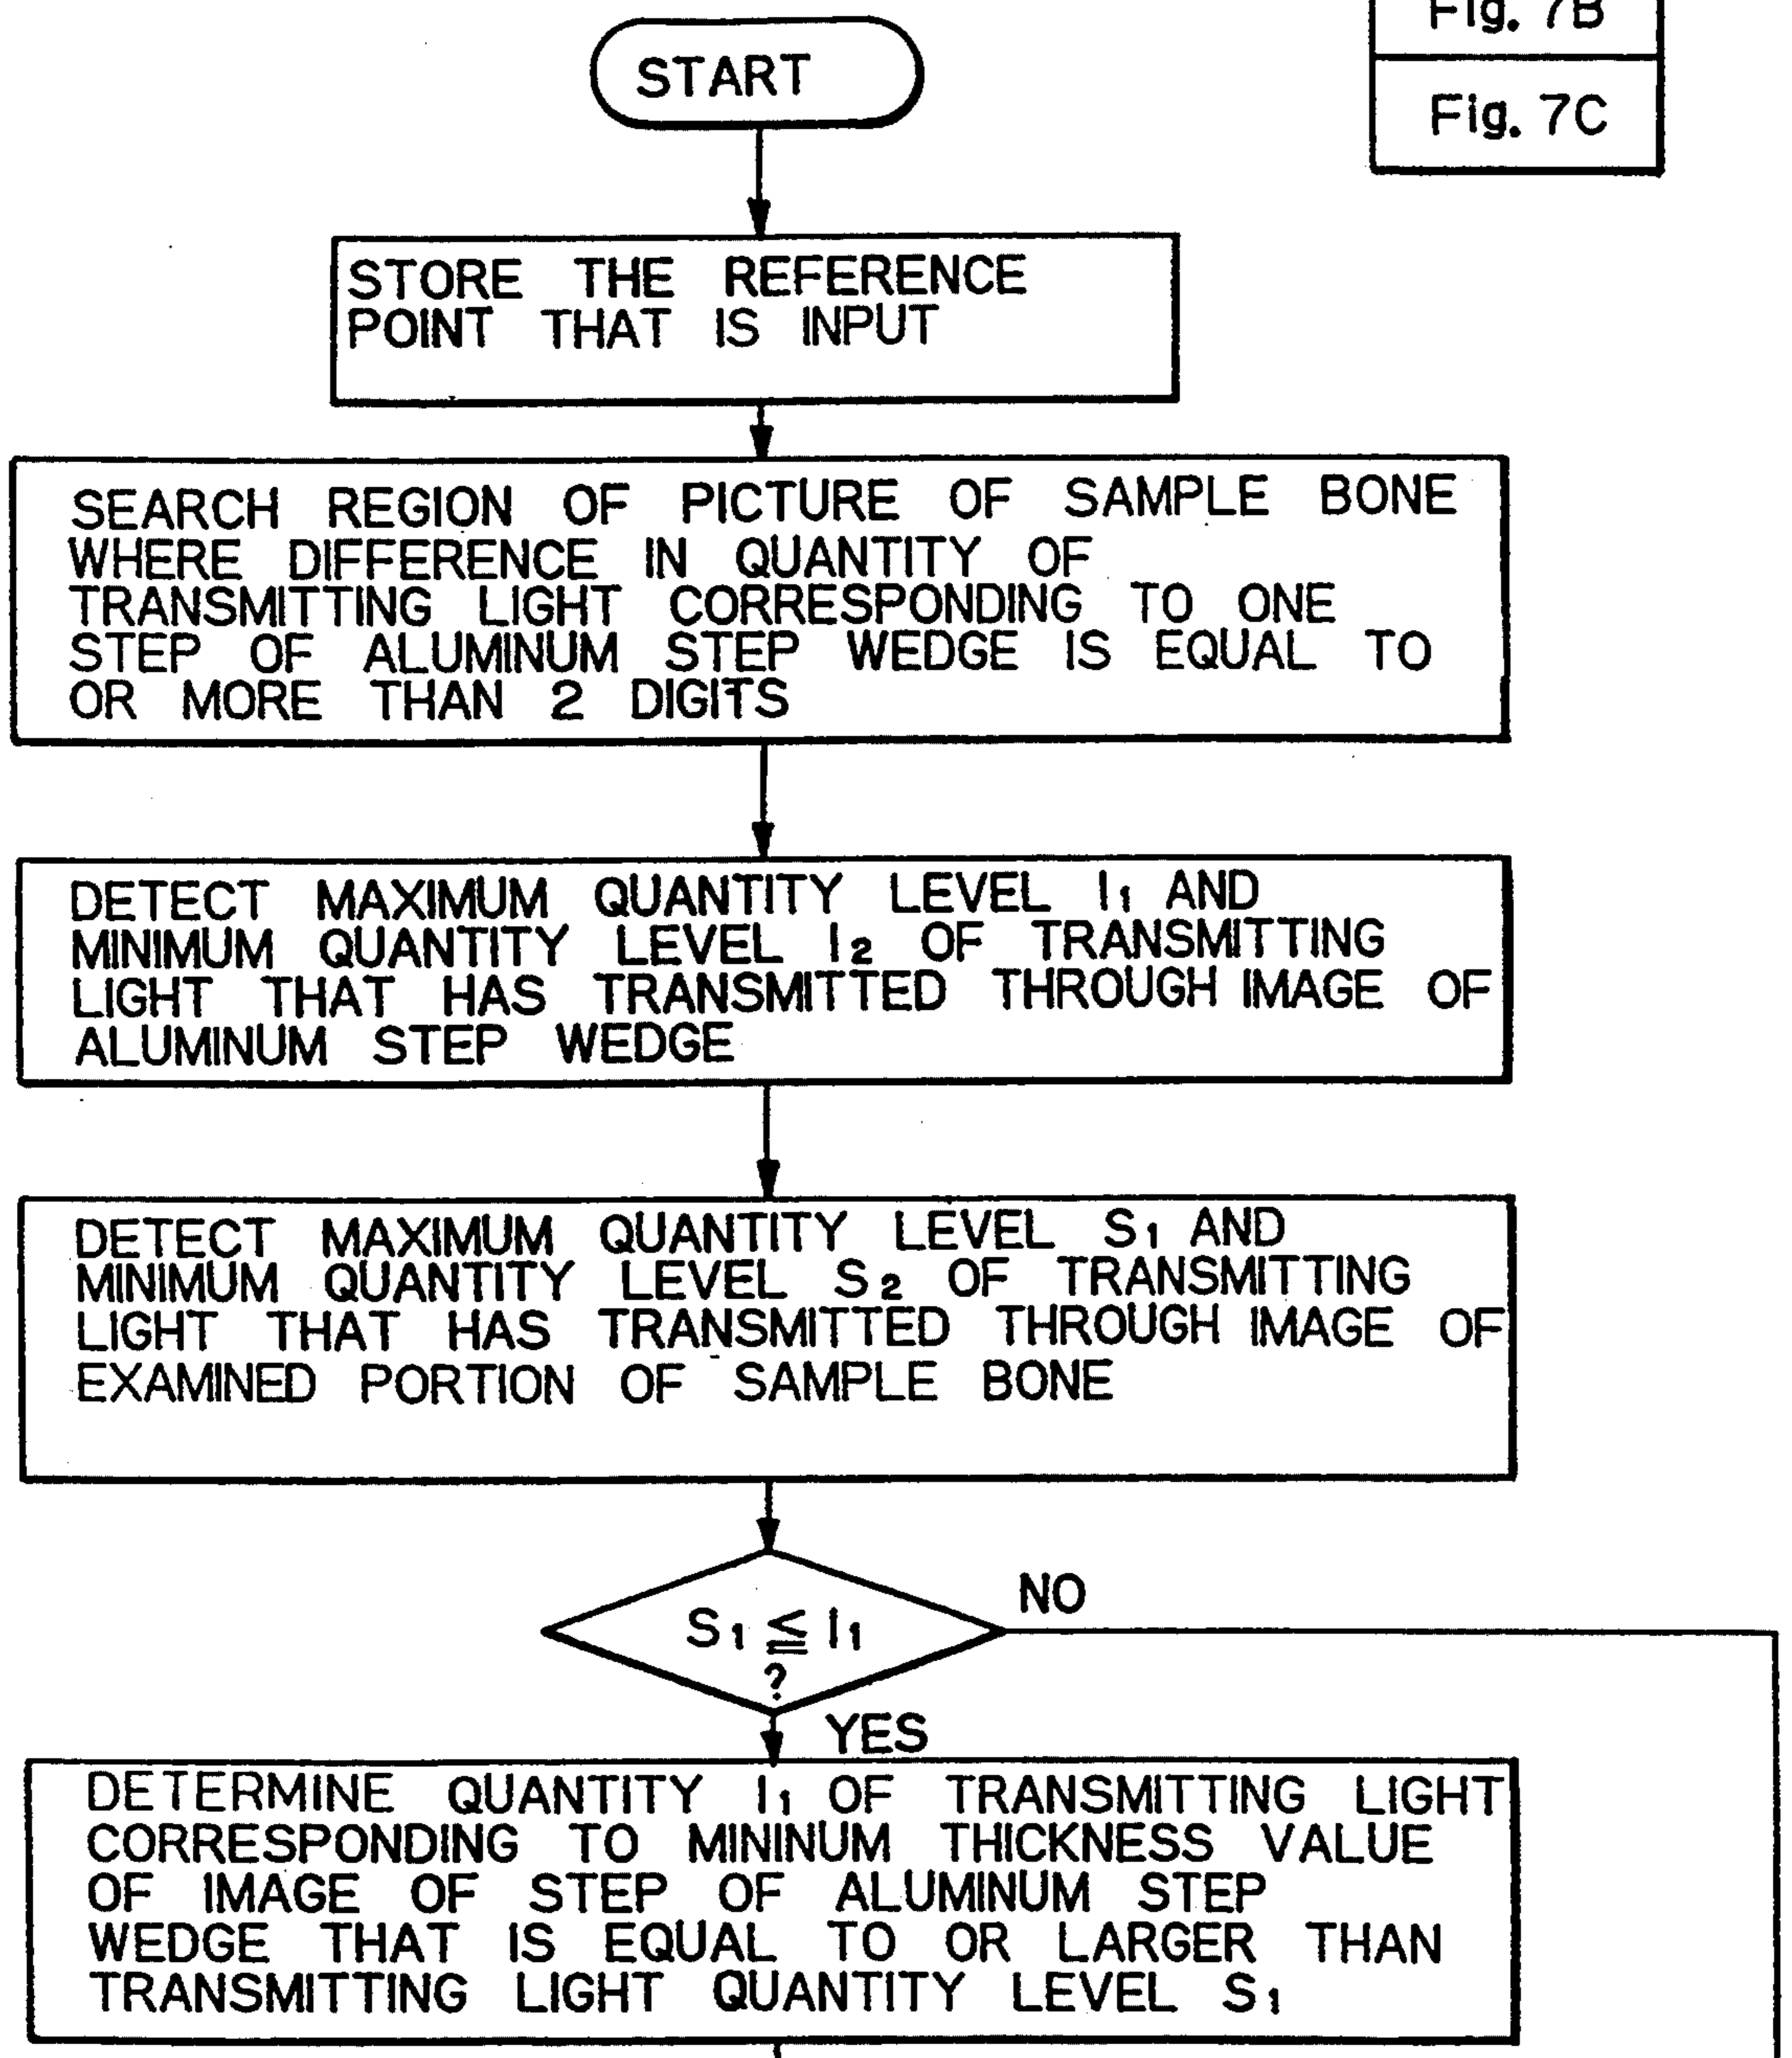 Fig. 7B
Fig. 7C
START
STORE THE REFERENCE
POINT THAT IS INPUT
SEARCH REGION OF PICTURE OF SAMPLE BONE
WHERE DIFFERENCE IN QUANTITY OF
TRANSMITTING LIGHT CORRESPONDING TO ONE
STEP OF ALUMINUM STEP WEDGE IS EQUAL TO
OR MORE THAN 2 DIGITS
DETECT MAXIMUM QUANTITY LEVEL I₁ AND
MINIMUM QUANTITY LEVEL I₂ OF TRANSMITTING
LIGHT THAT HAS TRANSMITTED THROUGH IMAGE OF
ALUMINUM STEP WEDGE
DETECT MAXIMUM QUANTITY LEVEL S₁ AND
MINIMUM QUANTITY LEVEL S₂ OF TRANSMITTING
LIGHT THAT HAS TRANSMITTED THROUGH IMAGE OF
EXAMINED PORTION OF SAMPLE BONE
S₁ ≦ I₁
?
NO
YES
DETERMINE QUANTITY I₁ OF TRANSMITTING LIGHT
CORRESPONDING TO MININUM THICKNESS VALUE
OF IMAGE OF STEP OF ALUMINUM STEP
WEDGE THAT IS EQUAL TO OR LARGER THAN
TRANSMITTING LIGHT QUANTITY LEVEL S₁